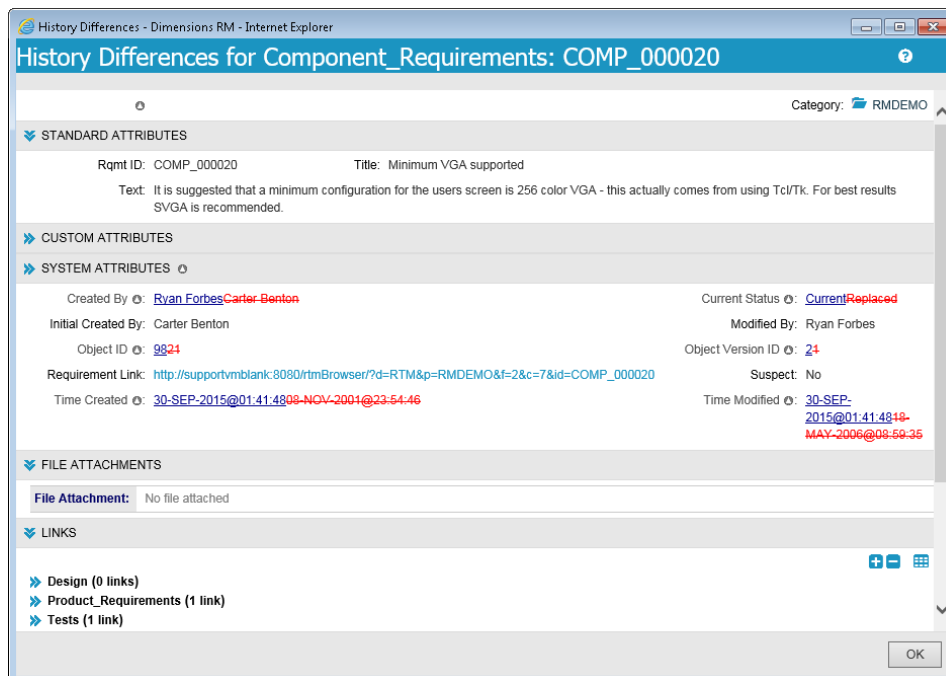 History Differences - Dimensions RM - Internet Explorer
History Differences for Component_Requirements: COMP_000020
Category: RMDEMO
STANDARD ATTRIBUTES
Rqmt ID: COMP_000020 Title: Minimum VGA supported
Text: It is suggested that a minimum configuration for the users screen is 256 color VGA - this actually comes from using Tcl/Tk. For best results
SVGA is recommended.
CUSTOM ATTRIBUTES
SYSTEM ATTRIBUTES
Created By : Ryan ForbesCarter Benton Current Status : CurrentReplaced
Initial Created By: Carter Benton Modified By: Ryan Forbes
Object ID : 9821 Object Version ID : 21
Requirement Link: http://supportvmblank:8080/rtmBrowser/?d=RTM&p=RMDEMO&f=2&c=7&id=COMP_000020 Suspect: No
Time Created : 30-SEP-2015@01:41:4808-NOV-2001@23:54:46 Time Modified : 30-SEP-
2015@01:41:4818-
MAY-2006@08:59:35
FILE ATTACHMENTS
File Attachment: No file attached
LINKS
Design (0 links)
Product_Requirements (1 link)
Tests (1 link)
OK